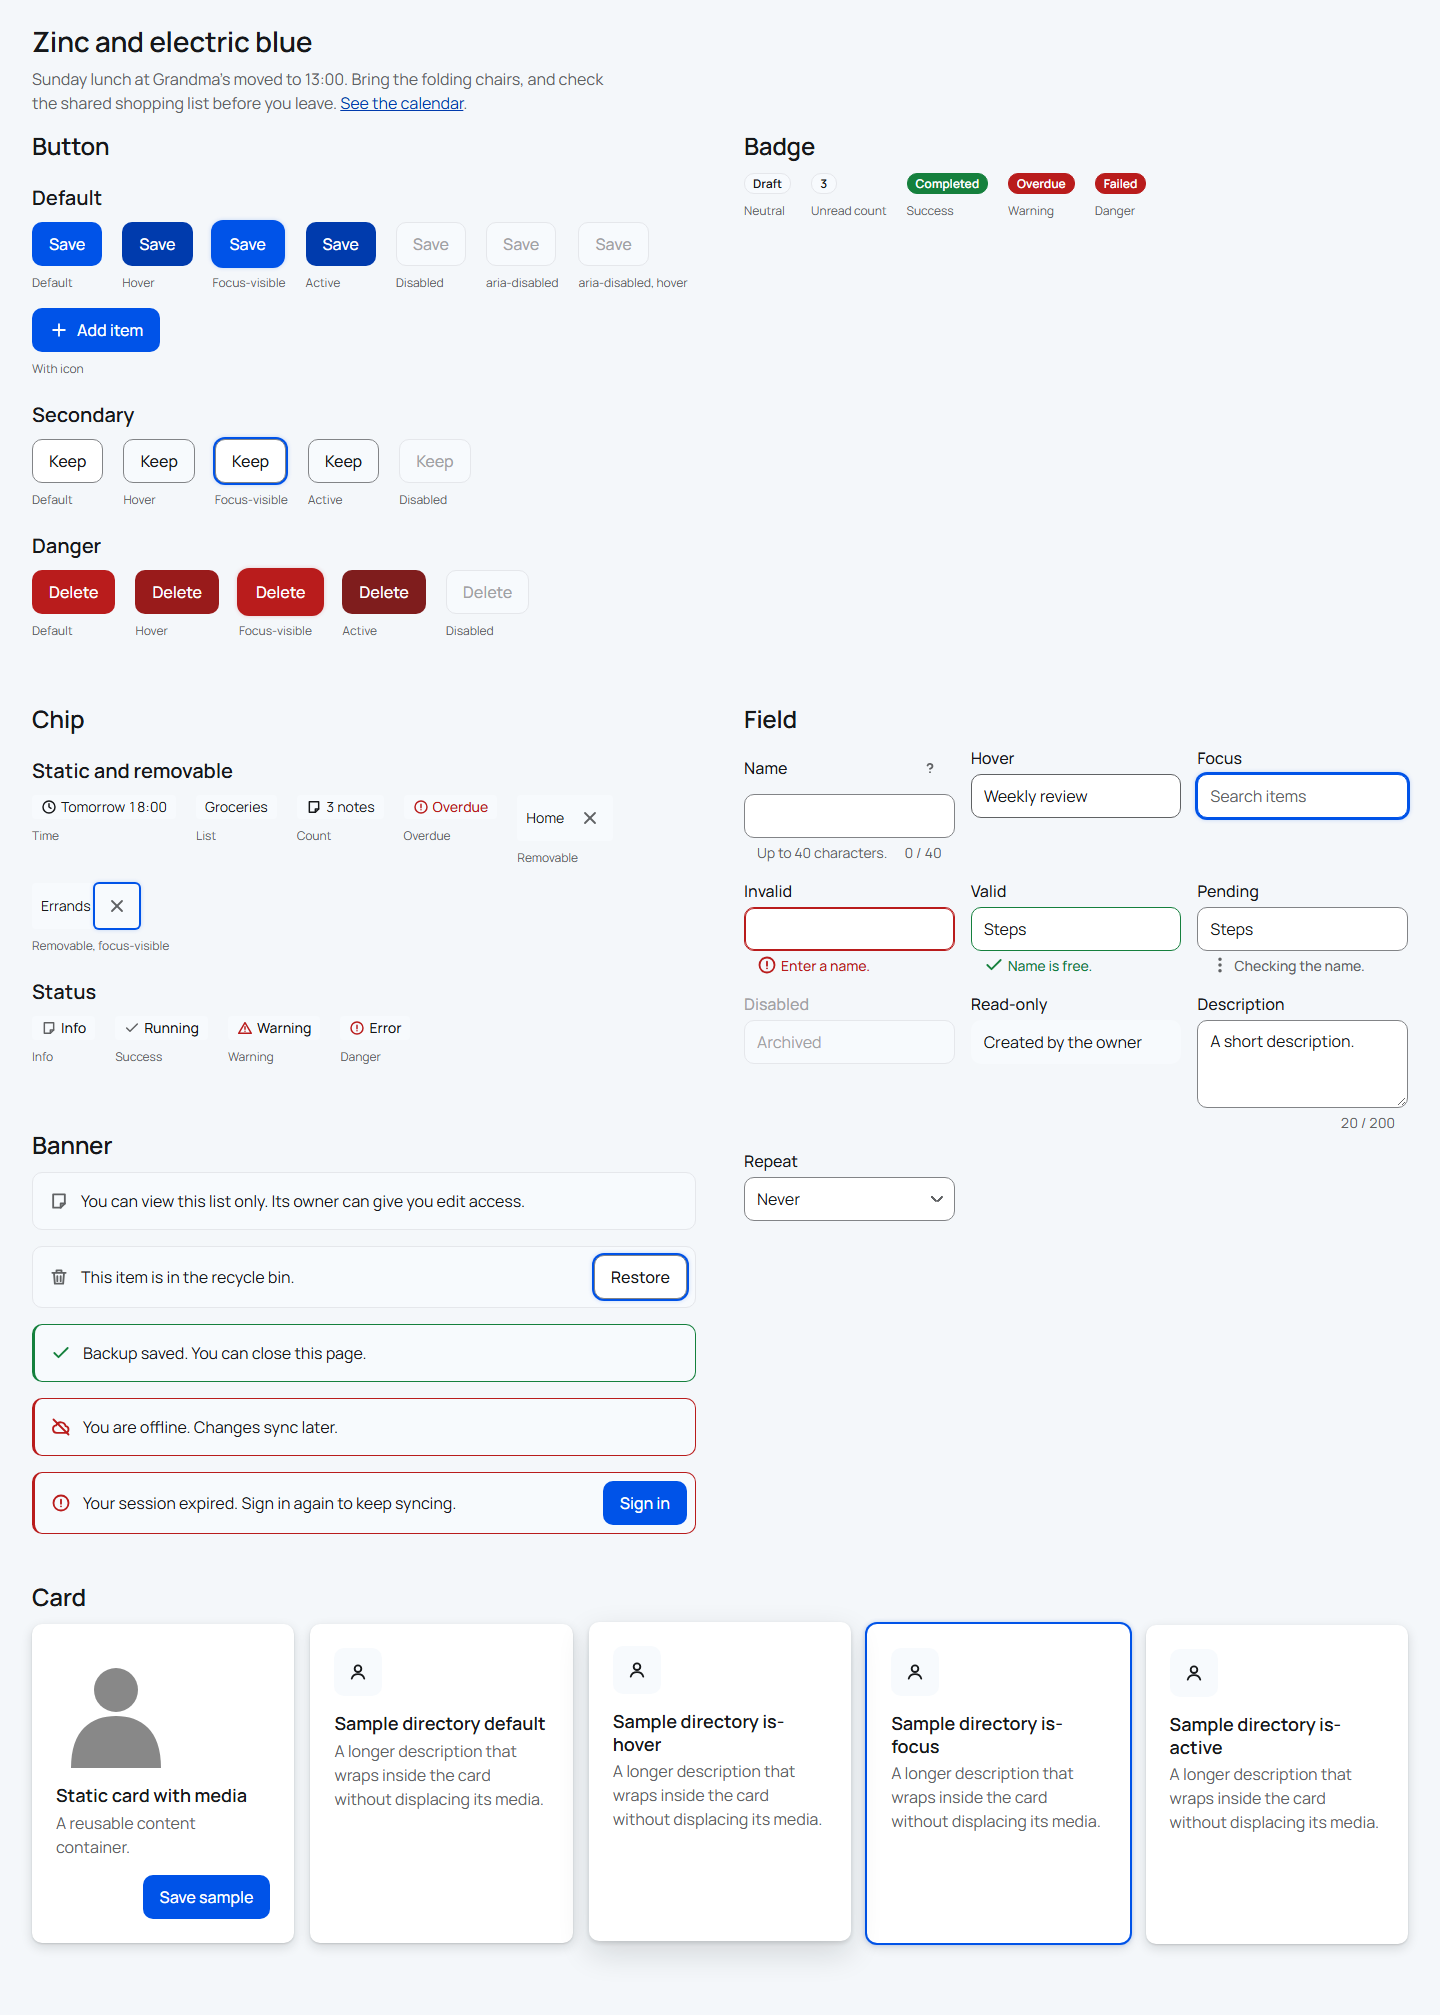 Zinc and electric blue
Sunday lunch at Grandma's moved to 13:00. Bring the folding chairs, and check
the shared shopping list before you leave. See the calendar.
Button
Default
Save Save Save Save Save Save Save
Default Hover Focus-visible Active Disabled aria-disabled aria-disabled, hover
Add item
With icon
Secondary
Keep Keep Keep Keep Keep
Default Hover Focus-visible Active Disabled
Danger
Delete Delete Delete Delete Delete
Default Hover Focus-visible Active Disabled
Badge
Draft 3 Completed Overdue Failed
Neutral Unread count Success Warning Danger
Chip
Static and removable
Tomorrow 18:00 Groceries 3 notes Overdue Home
Time List Count Overdue Removable
Errands
Removable, focus-visible
Status
Info Running Warning Error
Info Success Warning Danger
Field
Name ? Hover Focus
Weekly review Search items
Up to 40 characters. 0 / 40
Invalid Valid Pending
Steps Steps
Enter a name. Name is free. Checking the name.
Disabled Read-only Description
Archived Created by the owner A short description.
20 / 200
Repeat
Never
Banner
You can view this list only. Its owner can give you edit access.
This item is in the recycle bin. Restore
Backup saved. You can close this page.
You are offline. Changes sync later.
Your session expired. Sign in again to keep syncing. Sign in
Card
Static card with media
A reusable content
container.
Save sample
Sample directory default
A longer description that
wraps inside the card
without displacing its media.
Sample directory is-
hover
A longer description that
wraps inside the card
without displacing its media.
Sample directory is-
focus
A longer description that
wraps inside the card
without displacing its media.
Sample directory is-
active
A longer description that
wraps inside the card
without displacing its media.